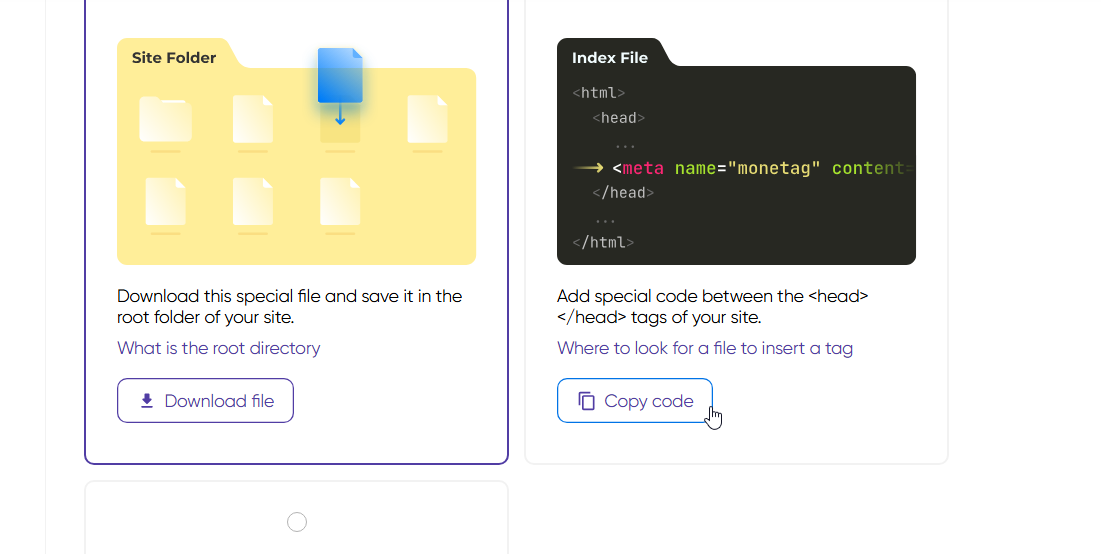 Site Folder
Download this special file and save it in the
root folder of your site.
What is the root directory
Download file
Index File
<html>
<head>
...
<meta name="monetag" content=
</head>
...
</html>
Add special code between the <head>
</head> tags of your site.
Where to look for a file to insert a tag
Copy code